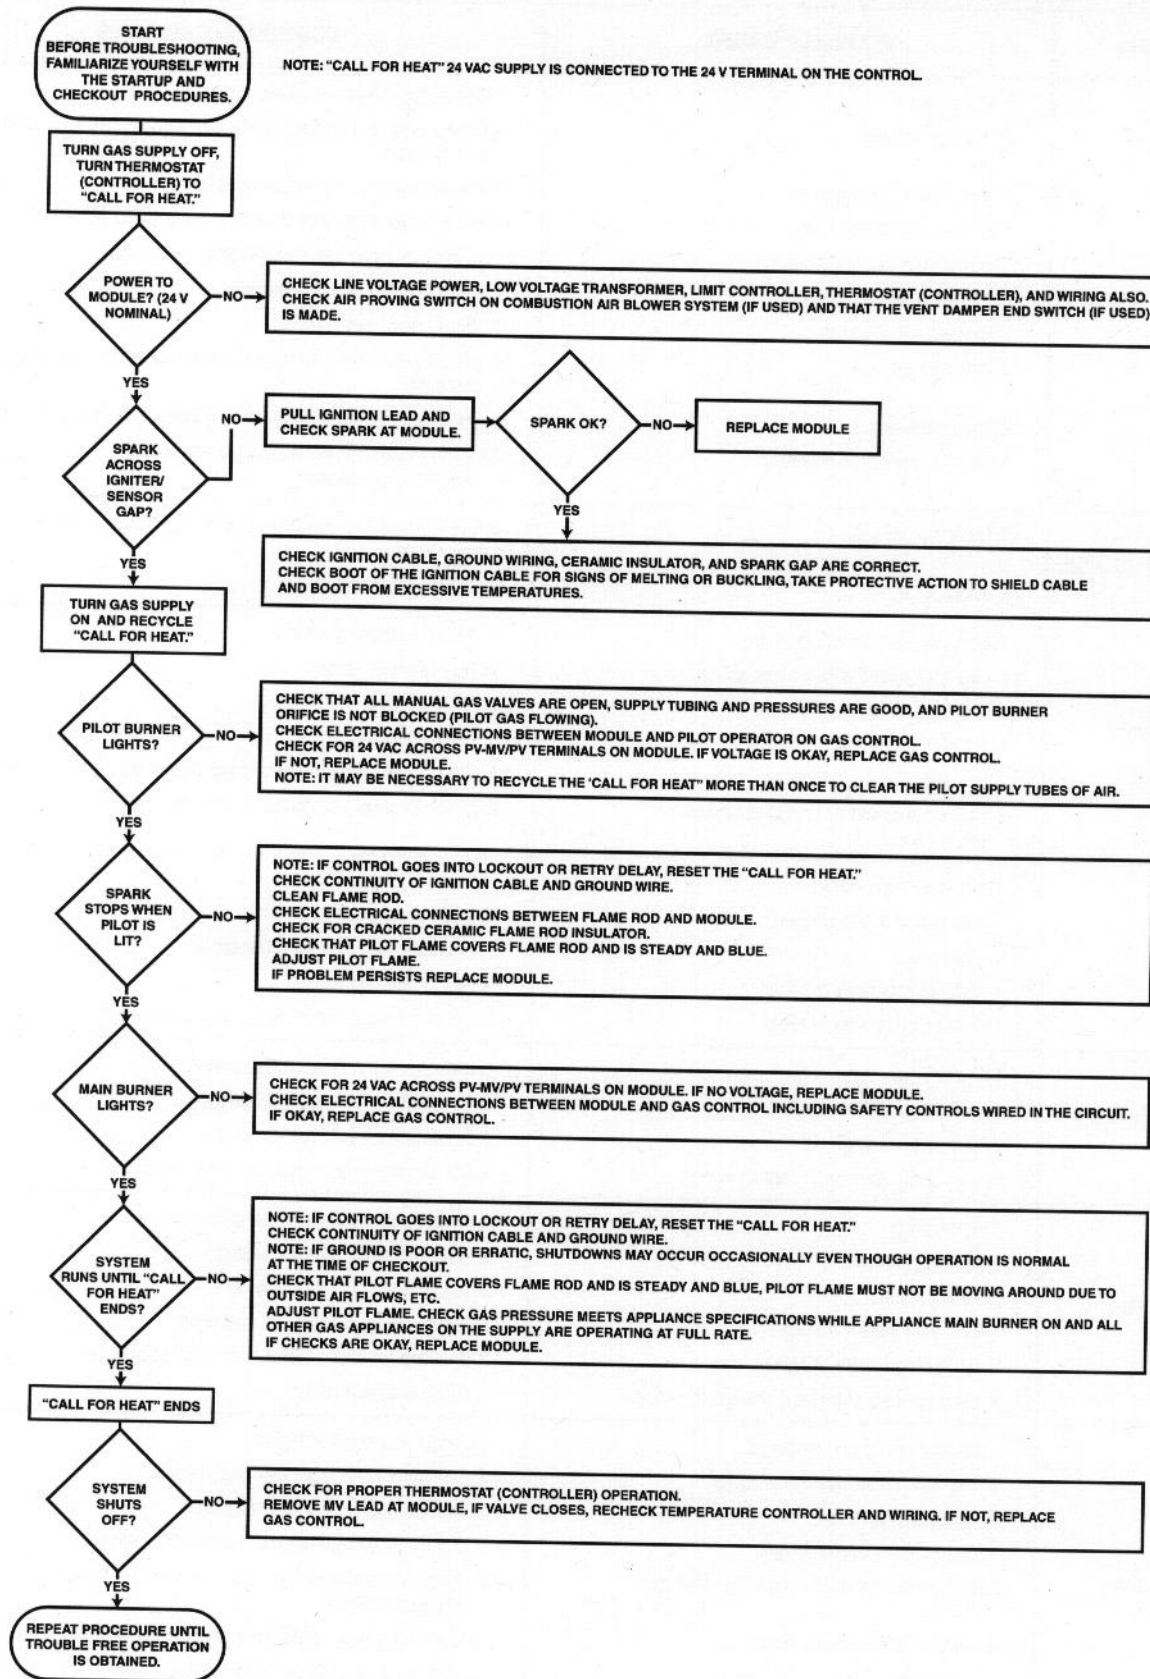 START
BEFORE TROUBLESHOOTING,
FAMILIARIZE YOURSELF WITH
THE STARTUP AND
CHECKOUT PROCEDURES.
NOTE: "CALL FOR HEAT" 24 VAC SUPPLY IS CONNECTED TO THE 24 V TERMINAL ON THE CONTROL.
TURN GAS SUPPLY OFF,
TURN THERMOSTAT
(CONTROLLER) TO
"CALL FOR HEAT."
POWER TO
MODULE? (24 V
NOMINAL)
NO
CHECK LINE VOLTAGE POWER, LOW VOLTAGE TRANSFORMER, LIMIT CONTROLLER, THERMOSTAT (CONTROLLER), AND WIRING ALSO.
CHECK AIR PROVING SWITCH ON COMBUSTION AIR BLOWER SYSTEM (IF USED) AND THAT THE VENT DAMPER END SWITCH (IF USED)
IS MADE.
YES
SPARK
ACROSS
IGNITER/
SENSOR
GAP?
NO
PULL IGNITION LEAD AND
CHECK SPARK AT MODULE.
SPARK OK?
NO
REPLACE MODULE
YES
CHECK IGNITION CABLE, GROUND WIRING, CERAMIC INSULATOR, AND SPARK GAP ARE CORRECT.
CHECK BOOT OF THE IGNITION CABLE FOR SIGNS OF MELTING OR BUCKLING, TAKE PROTECTIVE ACTION TO SHIELD CABLE
AND BOOT FROM EXCESSIVE TEMPERATURES.
YES
TURN GAS SUPPLY
ON AND RECYCLE
"CALL FOR HEAT."
PILOT BURNER
LIGHTS?
NO
CHECK THAT ALL MANUAL GAS VALVES ARE OPEN, SUPPLY TUBING AND PRESSURES ARE GOOD, AND PILOT BURNER
ORIFICE IS NOT BLOCKED (PILOT GAS FLOWING).
CHECK ELECTRICAL CONNECTIONS BETWEEN MODULE AND PILOT OPERATOR ON GAS CONTROL.
CHECK FOR 24 VAC ACROSS PV-MV/PV TERMINALS ON MODULE. IF VOLTAGE IS OKAY, REPLACE GAS CONTROL.
IF NOT, REPLACE MODULE.
NOTE: IT MAY BE NECESSARY TO RECYCLE THE 'CALL FOR HEAT" MORE THAN ONCE TO CLEAR THE PILOT SUPPLY TUBES OF AIR.
YES
SPARK
STOPS WHEN
PILOT IS
LIT?
NO
NOTE: IF CONTROL GOES INTO LOCKOUT OR RETRY DELAY, RESET THE "CALL FOR HEAT."
CHECK CONTINUITY OF IGNITION CABLE AND GROUND WIRE.
CLEAN FLAME ROD.
CHECK ELECTRICAL CONNECTIONS BETWEEN FLAME ROD AND MODULE.
CHECK FOR CRACKED CERAMIC FLAME ROD INSULATOR.
CHECK THAT PILOT FLAME COVERS FLAME ROD AND IS STEADY AND BLUE.
ADJUST PILOT FLAME.
IF PROBLEM PERSISTS REPLACE MODULE.
YES
MAIN BURNER
LIGHTS?
NO
CHECK FOR 24 VAC ACROSS PV-MV/PV TERMINALS ON MODULE. IF NO VOLTAGE, REPLACE MODULE.
CHECK ELECTRICAL CONNECTIONS BETWEEN MODULE AND GAS CONTROL INCLUDING SAFETY CONTROLS WIRED IN THE CIRCUIT.
IF OKAY, REPLACE GAS CONTROL.
YES
SYSTEM
RUNS UNTIL "CALL
FOR HEAT"
ENDS?
NO
NOTE: IF CONTROL GOES INTO LOCKOUT OR RETRY DELAY, RESET THE "CALL FOR HEAT."
CHECK CONTINUITY OF IGNITION CABLE AND GROUND WIRE.
NOTE: IF GROUND IS POOR OR ERRATIC, SHUTDOWNS MAY OCCUR OCCASIONALLY EVEN THOUGH OPERATION IS NORMAL
AT THE TIME OF CHECKOUT.
CHECK THAT PILOT FLAME COVERS FLAME ROD AND IS STEADY AND BLUE, PILOT FLAME MUST NOT BE MOVING AROUND DUE TO
OUTSIDE AIR FLOWS, ETC.
ADJUST PILOT FLAME. CHECK GAS PRESSURE MEETS APPLIANCE SPECIFICATIONS WHILE APPLIANCE MAIN BURNER ON AND ALL
OTHER GAS APPLIANCES ON THE SUPPLY ARE OPERATING AT FULL RATE.
IF CHECKS ARE OKAY, REPLACE MODULE.
YES
"CALL FOR HEAT" ENDS
SYSTEM
SHUTS
OFF?
NO
CHECK FOR PROPER THERMOSTAT (CONTROLLER) OPERATION.
REMOVE MV LEAD AT MODULE, IF VALVE CLOSES, RECHECK TEMPERATURE CONTROLLER AND WIRING. IF NOT, REPLACE
GAS CONTROL.
YES
REPEAT PROCEDURE UNTIL
TROUBLE FREE OPERATION
IS OBTAINED.